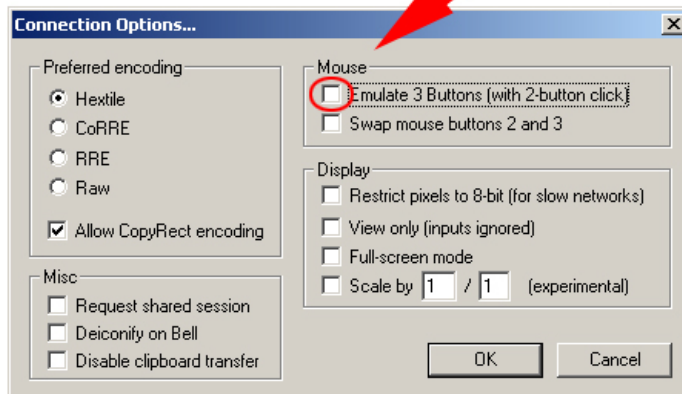 Connection Options...
Preferred encoding
Hextile
CoRRE
RRE
Raw
Allow CopyRect encoding
Misc
Request shared session
Deiconify on Bell
Disable clipboard transfer
Mouse
Emulate 3 Buttons (with 2-button click)
Swap mouse buttons 2 and 3
Display
Restrict pixels to 8-bit (for slow networks)
View only (inputs ignored)
Full-screen mode
Scale by 1 / 1 (experimental)
OK Cancel